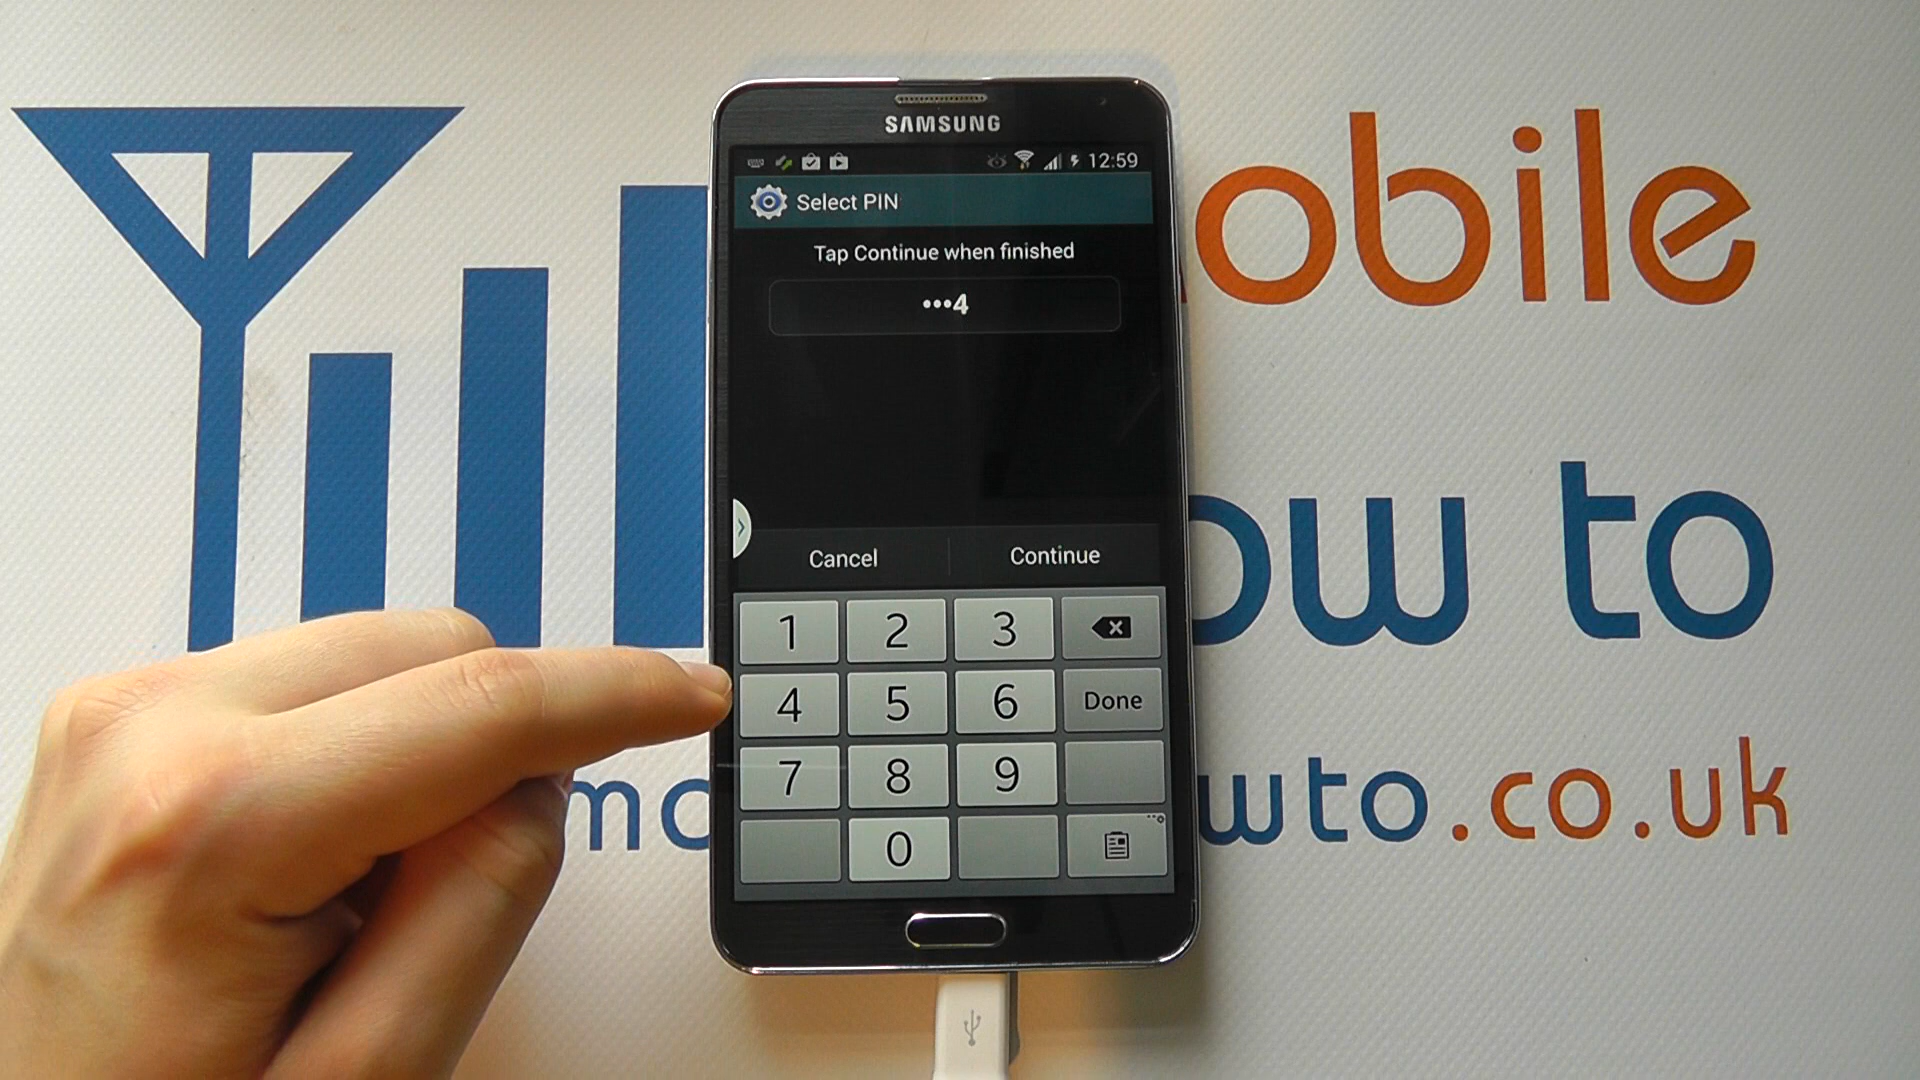 SAMSUNG
12:59
Select PIN
Tap Continue when finished
•••4
Cancel Continue
1 2 3
4 5 6 Done
7 8 9
0
obile
ow to
mo wto.co.uk